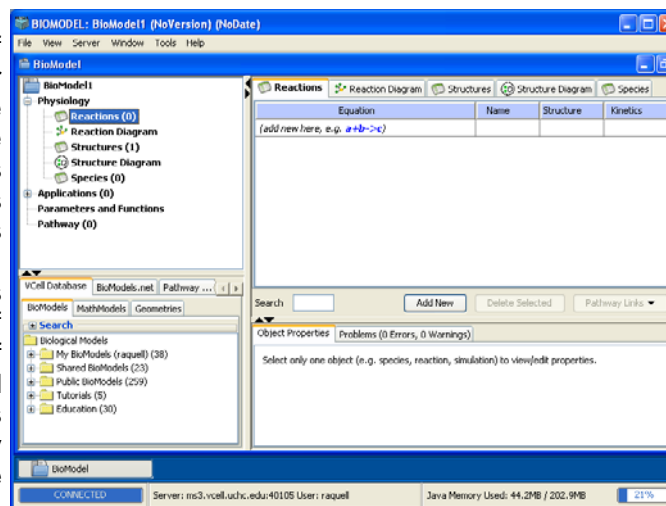 BIOMODEL: BioModel1 (NoVersion) (NoDate)
File View Server Window Tools Help
BioModel
BioModel1
Physiology
Reactions (0)
Reaction Diagram
Structures (1)
Structure Diagram
Species (0)
Applications (0)
Parameters and Functions
Pathway (0)
VCell Database BioModels.net Pathway ...
BioModels MathModels Geometries
Search
Biological Models
My BioModels (raquell) (38)
Shared BioModels (23)
Public BioModels (259)
Tutorials (5)
Education (30)
Reactions Reaction Diagram Structures Structure Diagram Species
Equation Name Structure Kinetics
(add new here, e.g. a+b->c)
Search Add New Delete Selected Pathway Links
Object Properties Problems (0 Errors, 0 Warnings)
Select only one object (e.g. species, reaction, simulation) to view/edit properties.
BioModel
CONNECTED Server: ms3.vcell.uchc.edu:40105 User: raquell Java Memory Used: 44.2MB / 202.9MB 21%